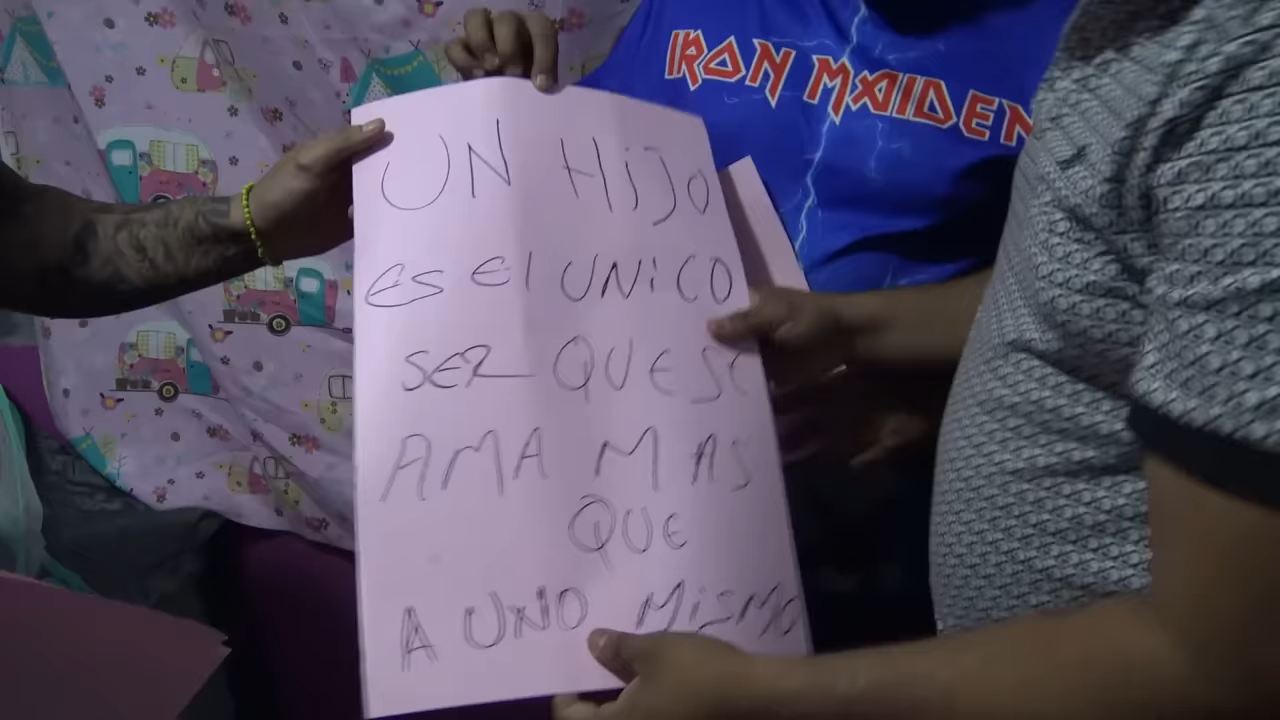 IRON MAIDEN
UN HiJO
ES El UNiCO
SER QUE SE
AMA MAS
QUE
A UNO MiSMO